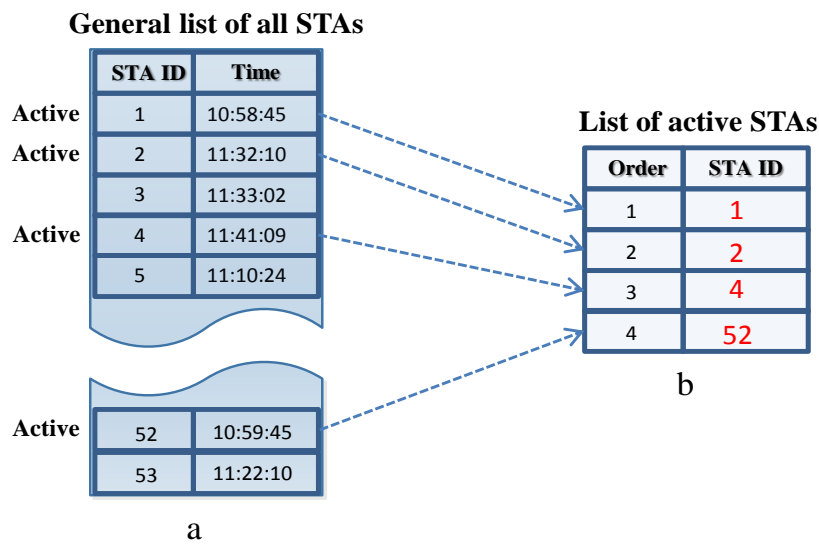 General list of all STAs
STA ID Time
Active 1 10:58:45
Active 2 11:32:10
3 11:33:02
Active 4 11:41:09
5 11:10:24
Active 52 10:59:45
53 11:22:10
a
List of active STAs
Order STA ID
1 1
2 2
3 4
4 52
b